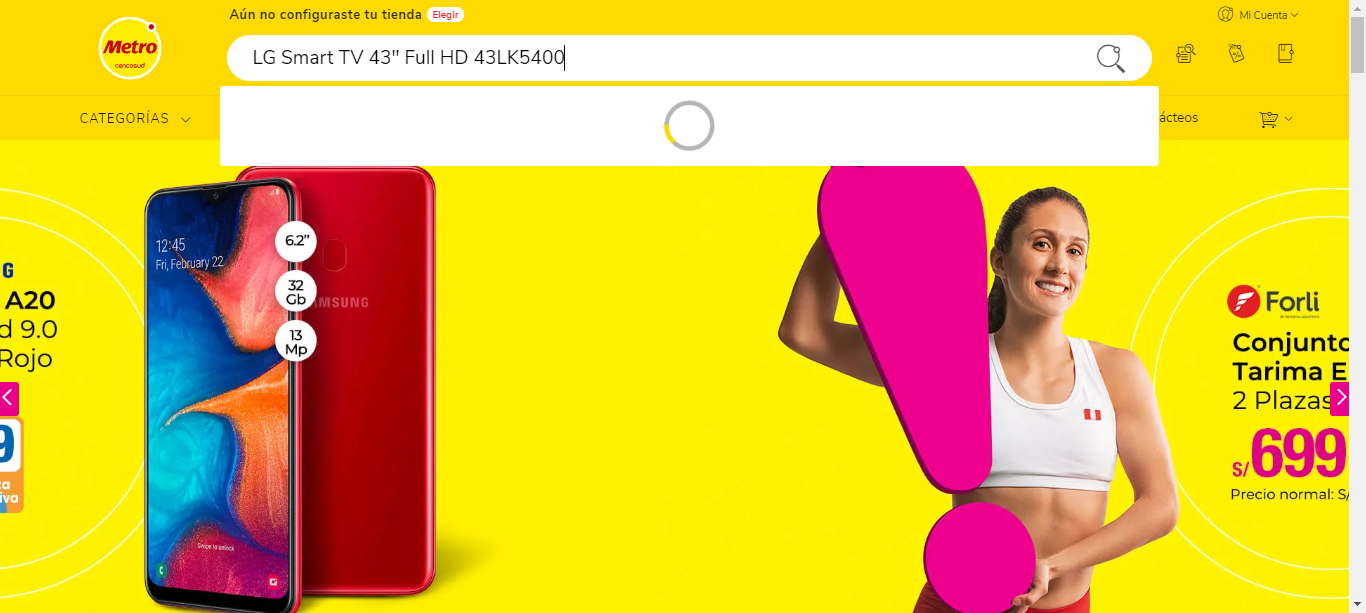 Aún no configuraste tu tienda Elegir
Mi Cuenta
Metro
cencosud
LG Smart TV 43" Full HD 43LK5400
CATEGORÍAS
ácteos
G
A20
d 9.0
Rojo
9
ta
iva
12:45
Fri, February 22
6.2”
32
Gb
13
Mp
AMSUNG
Swipe to unlock
Forli
Conjunto
Tarima E
2 Plazas
S/699
Precio normal: S/